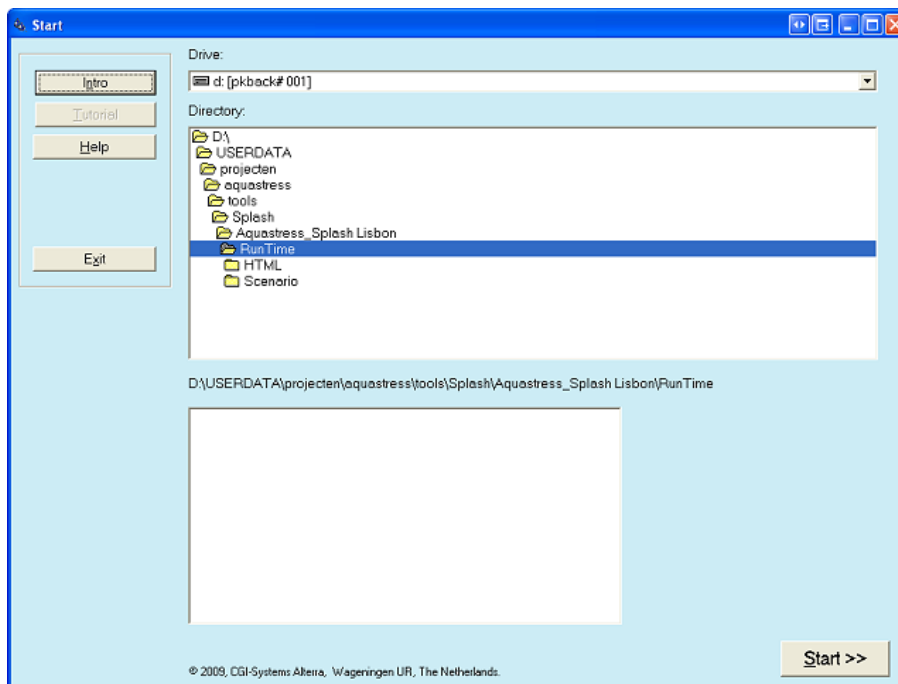 Start
Drive:
Intro
d: [pkback# 001]
Tutorial
Directory:
Help
D:\
USERDATA
projecten
aquastress
tools
Splash
Aquastress_Splash Lisbon
RunTime
HTML
Scenario
Exit
D:\USERDATA\projecten\aquastress\tools\Splash\Aquastress_Splash Lisbon\RunTime
Start >>
© 2009, CGI-Systems Alterra, Wageningen UR, The Netherlands.